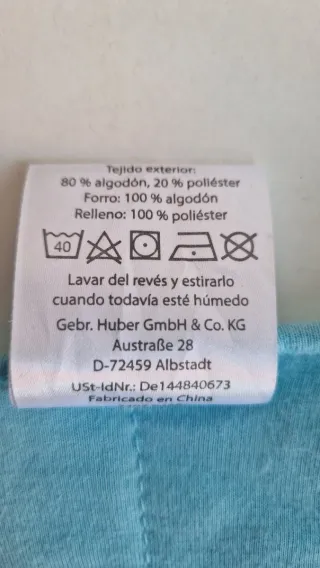 Tejido exterior:
80 % algodón, 20 % poliéster
Forro: 100 % algodón
Relleno: 100 % poliéster
40
Lavar del revés y estirarlo
cuando todavía esté húmedo
Gebr. Huber GmbH & Co. KG
Austraße 28
D-72459 Albstadt
USt-IdNr.: De144840673
Fabricado en China